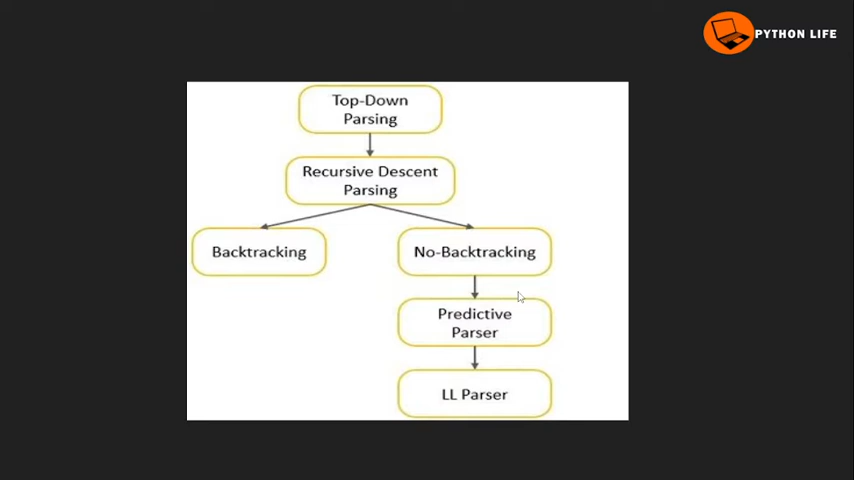 PYTHON LIFE
Top-Down
Parsing
Recursive Descent
Parsing
Backtracking
No-Backtracking
Predictive
Parser
LL Parser